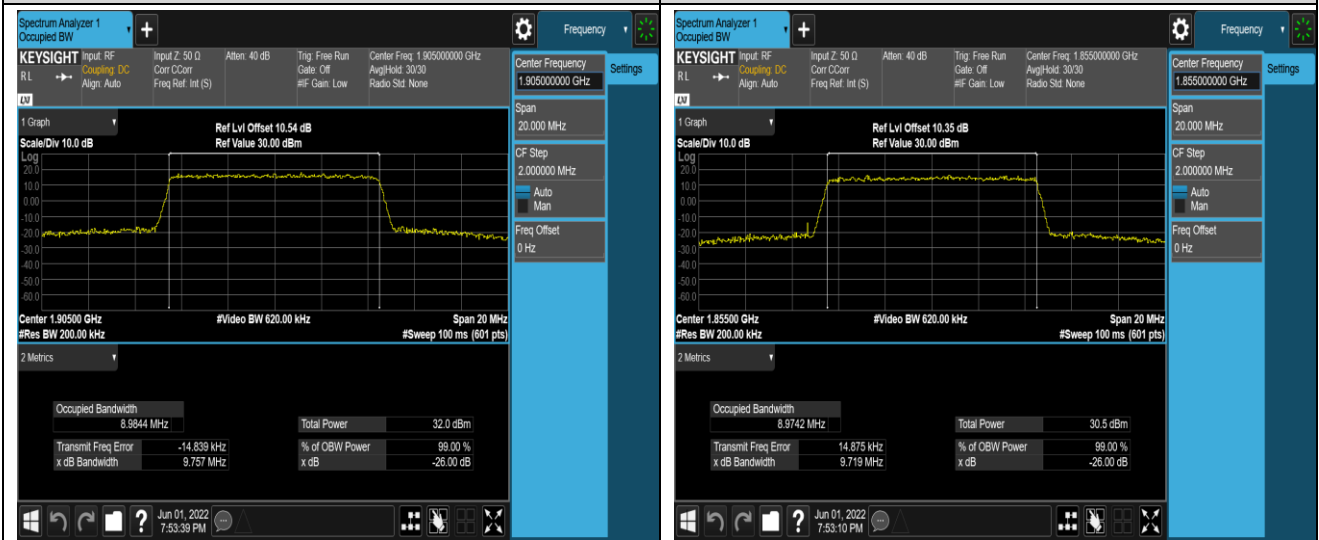 Spectrum Analyzer 1
Occupied BW
+
Frequency
KEYSIGHT
R L
LXI
Input: RF
Coupling: DC
Align: Auto
Input Z: 50 Ω
Corr CCorr
Freq Ref: Int (S)
Atten: 40 dB
Trig: Free Run
Gate: Off
#IF Gain: Low
Center Freq: 1.905000000 GHz
Avg|Hold: 30/30
Radio Std: None
Center Frequency
1.905000000 GHz
Settings
Span
20.000 MHz
CF Step
2.000000 MHz
Auto
Man
Freq Offset
0 Hz
1 Graph
Ref Lvl Offset 10.54 dB
Scale/Div 10.0 dB
Ref Value 30.00 dBm
Log
20.0
10.0
0.00
-10.0
-20.0
-30.0
-40.0
-50.0
-60.0
Center 1.90500 GHz
#Video BW 620.00 kHz
Span 20 MHz
#Res BW 200.00 kHz
#Sweep 100 ms (601 pts)
2 Metrics
Occupied Bandwidth
8.9844 MHz
Total Power 32.0 dBm
Transmit Freq Error -14.839 kHz
% of OBW Power 99.00 %
x dB Bandwidth 9.757 MHz
x dB -26.00 dB
?
Jun 01, 2022
7:53:39 PM
Spectrum Analyzer 1
Occupied BW
+
Frequency
KEYSIGHT
R L
LXI
Input: RF
Coupling: DC
Align: Auto
Input Z: 50 Ω
Corr CCorr
Freq Ref: Int (S)
Atten: 40 dB
Trig: Free Run
Gate: Off
#IF Gain: Low
Center Freq: 1.855000000 GHz
Avg|Hold: 30/30
Radio Std: None
Center Frequency
1.855000000 GHz
Settings
Span
20.000 MHz
CF Step
2.000000 MHz
Auto
Man
Freq Offset
0 Hz
1 Graph
Ref Lvl Offset 10.35 dB
Scale/Div 10.0 dB
Ref Value 30.00 dBm
Log
20.0
10.0
0.00
-10.0
-20.0
-30.0
-40.0
-50.0
-60.0
Center 1.85500 GHz
#Video BW 620.00 kHz
Span 20 MHz
#Res BW 200.00 kHz
#Sweep 100 ms (601 pts)
2 Metrics
Occupied Bandwidth
8.9742 MHz
Total Power 30.5 dBm
Transmit Freq Error 14.875 kHz
% of OBW Power 99.00 %
x dB Bandwidth 9.719 MHz
x dB -26.00 dB
?
Jun 01, 2022
7:53:10 PM